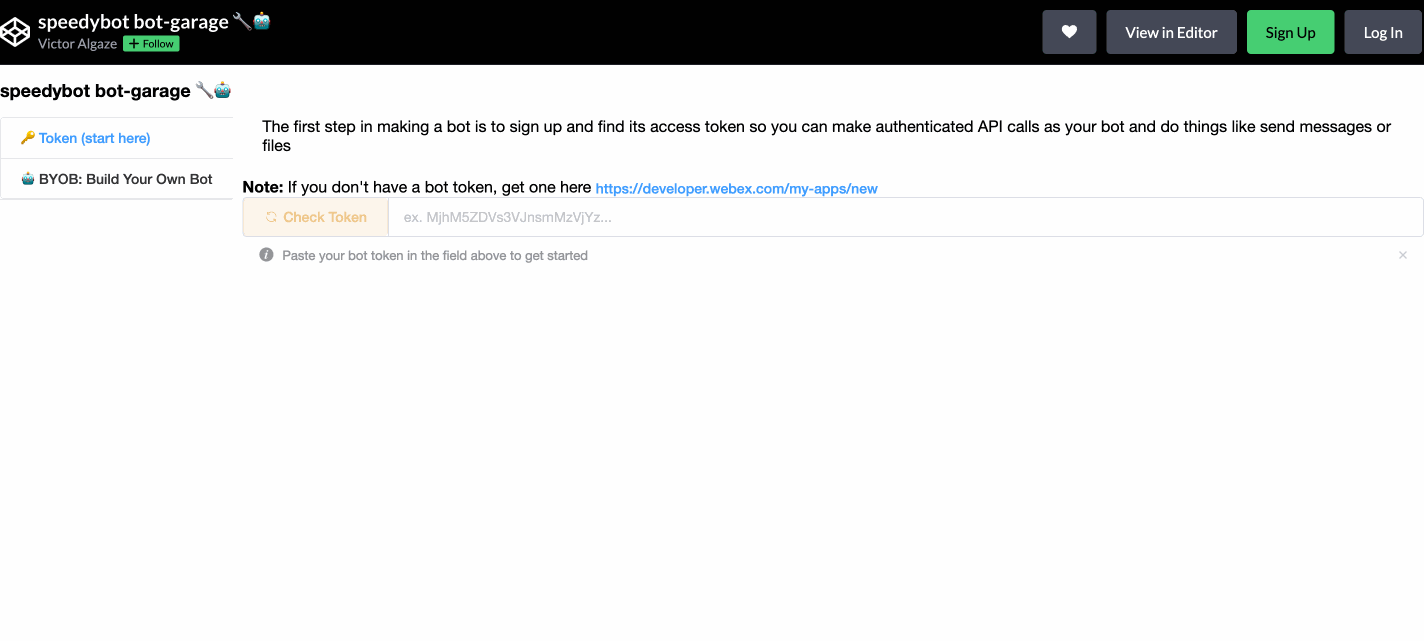 speedybot bot-garage 🔧🤖
Victor Algaze + Follow
View in Editor
Sign Up
Log In
speedybot bot-garage 🔧🤖
🔑 Token (start here)
🤖 BYOB: Build Your Own Bot
The first step in making a bot is to sign up and find its access token so you can make authenticated API calls as your bot and do things like send messages or
files
Note: If you don't have a bot token, get one here https://developer.webex.com/my-apps/new
Check Token ex. MjhM5ZDVs3VJnsmMzVjYz...
Paste your bot token in the field above to get started